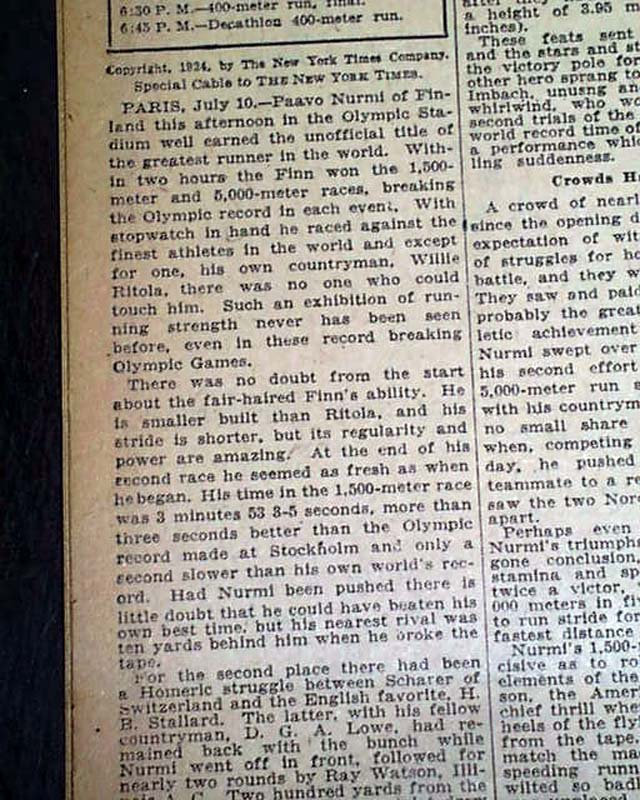 6:30 P. M.—400-meter run, final.
6:45 P. M.—Decathlon 400-meter run.
Copyright, 1924, by The New York Times Company.
Special Cable to THE NEW YORK TIMES.
PARIS, July 10.—Paavo Nurmi of Fin-
land this afternoon in the Olympic Sta-
dium well earned the unofficial title of
the greatest runner in the world. With-
in two hours the Finn won the 1,500-
meter and 5,000-meter races, breaking
the Olympic record in each event. With
stopwatch in hand he raced against the
finest athletes in the world and except
for one, his own countryman, Willie
Ritola, there was no one who could
touch him. Such an exhibition of run-
ning strength never has been seen
before, even in these record breaking
Olympic Games.
There was no doubt from the start
about the fair-haired Finn's ability. He
is smaller built than Ritola, and his
stride is shorter, but its regularity and
power are amazing. At the end of his
second race he seemed as fresh as when
he began. His time in the 1,500-meter race
was 3 minutes 53 3-5 seconds, more than
three seconds better than the Olympic
record made at Stockholm and only a
second slower than his own world's rec-
ord. Had Nurmi been pushed there is
little doubt that he could have beaten his
own best time, but his nearest rival was
ten yards behind him when he broke the
tape.
For the second place there had been
a Homeric struggle between Scharer of
Switzerland and the English favorite, H.
B. Stallard. The latter, with his fellow
countryman, D. G. A. Lowe, had re-
mained back with the bunch while
Nurmi went off in front, followed for
nearly two rounds by Ray Watson, Illi-
nois A. C. Two hundred yards from the
after they
a height of 3.95 m
inches).
These feats sent
and the stars and st
the victory pole for
other hero sprang to
Imbach, unusng an
whirlwind, who wo
second trials of the
world record time o
a performance whic
ling suddenness.
Crowds H
A crowd of nearl
since the opening d
expectation of wit
of struggles for ho
battle, and they w
They saw and paid
probably the great
letic achievement
Nurmi swept over
his second effort
5,000-meter run s
with his countrym
no small share
when, competing
day, he pushed
teammate to a re
saw the two Nor
apart.
Perhaps even
Nurmi's triumphs
gone conclusion,
stamina and sp
twice a victor,
000 meters in fi
to run stride for
fastest distance
Nurmi's 1,500-
cisive as to ro
elements of the
son, the Amer
chief thrill whe
heels of the fly
from the tape.
match the ma
speeding runn
wilted so bad